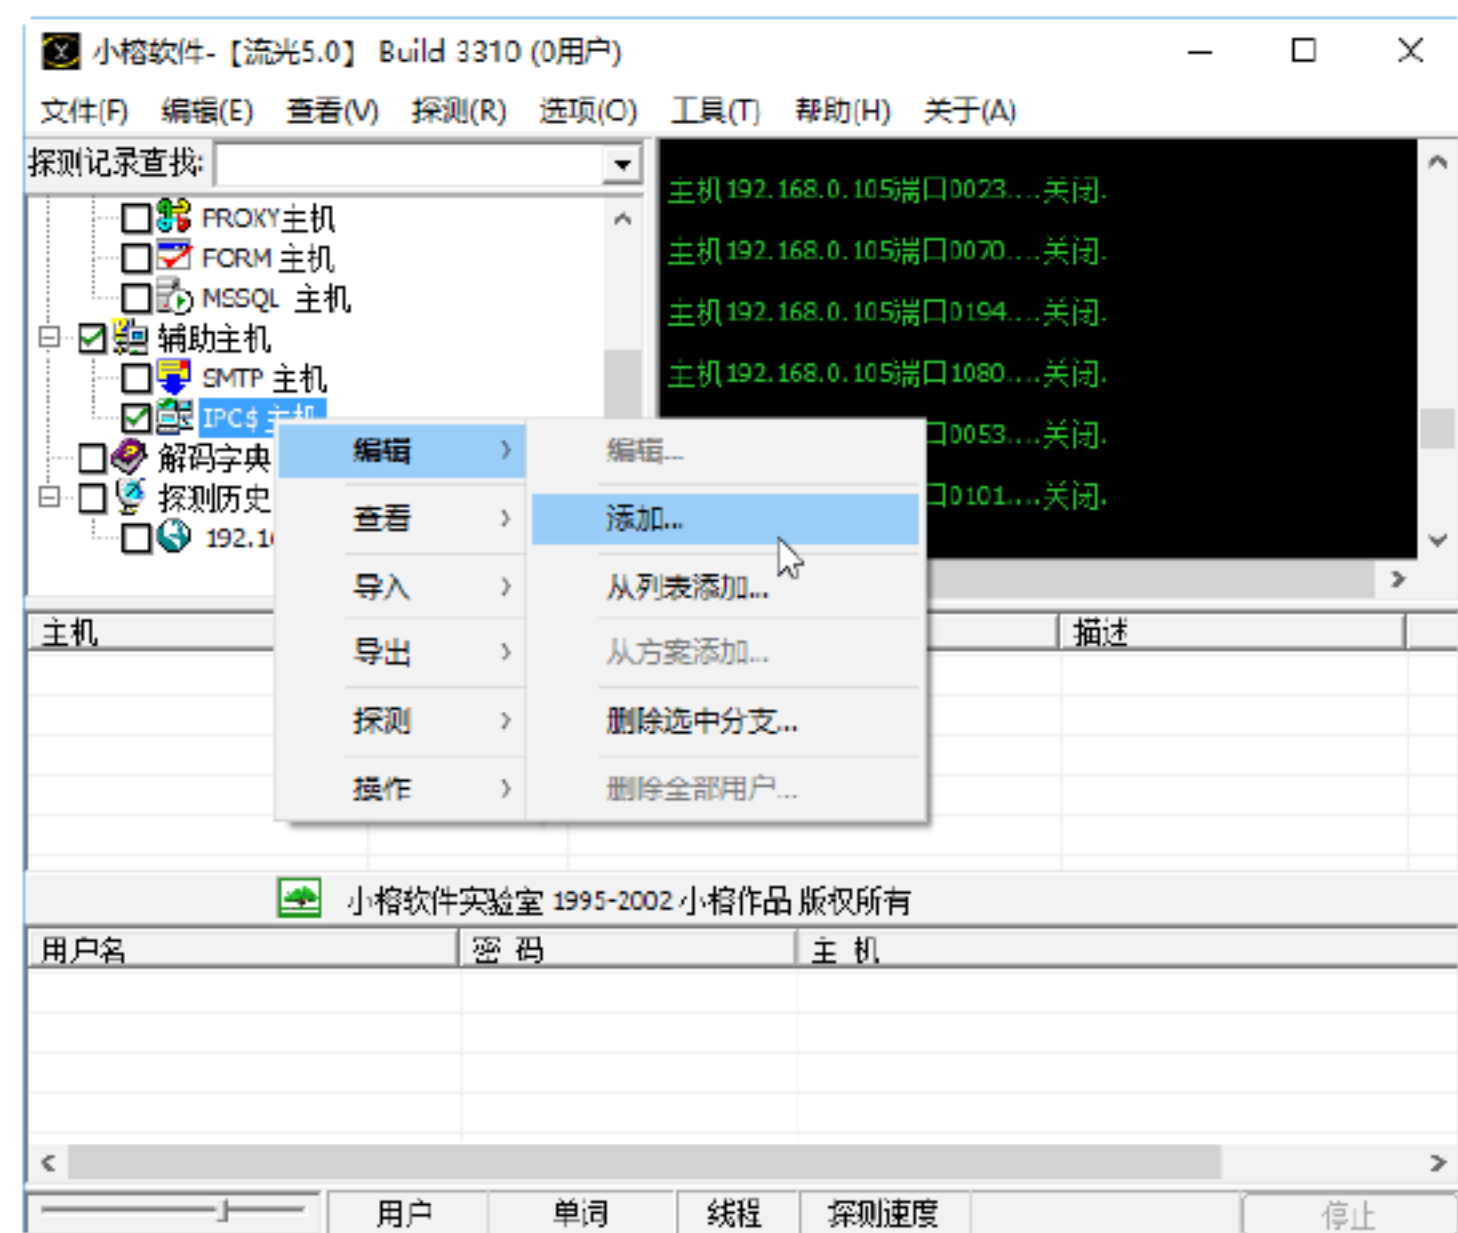 小榕软件-【流光5.0】 Build 3310 (0用户)
文件(F) 编辑(E) 查看(V) 探测(R) 选项(O) 工具(T) 帮助(H) 关于(A)
探测记录查找:
PROXY主机
FORM 主机
MSSQL 主机
辅助主机
SMTP 主机
IPC$ 主机
解码字典
探测历史
192.1
主机192.168.0.105端口0023....关闭.
主机192.168.0.105端口0070....关闭.
主机192.168.0.105端口0194....关闭.
主机192.168.0.105端口1080....关闭.
口0053....关闭.
口0101....关闭.
编辑
查看
导入
导出
探测
操作
编辑...
添加...
从列表添加...
从方案添加...
删除选中分支...
删除全部用户...
主机 描述
小榕软件实验室 1995-2002 小榕作品 版权所有
用户名 密 码 主 机
用户 单词 线程 探测速度 停止